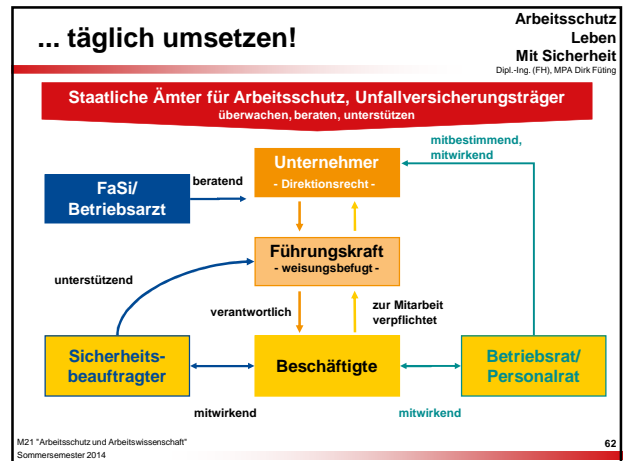 ... täglich umsetzen!
Arbeitsschutz
Leben
Mit Sicherheit
Dipl.-Ing. (FH), MPA Dirk Füting
Staatliche Ämter für Arbeitsschutz, Unfallversicherungsträger
überwachen, beraten, unterstützen
mitbestimmend,
mitwirkend
Unternehmer
- Direktionsrecht -
beratend
FaSi/
Betriebsarzt
Führungskraft
- weisungsbefugt -
unterstützend
verantwortlich
zur Mitarbeit
verpflichtet
Sicherheits-
beauftragter
Beschäftigte
Betriebsrat/
Personalrat
mitwirkend
mitwirkend
M21 "Arbeitsschutz und Arbeitswissenschaft"
Sommersemester 2014
62